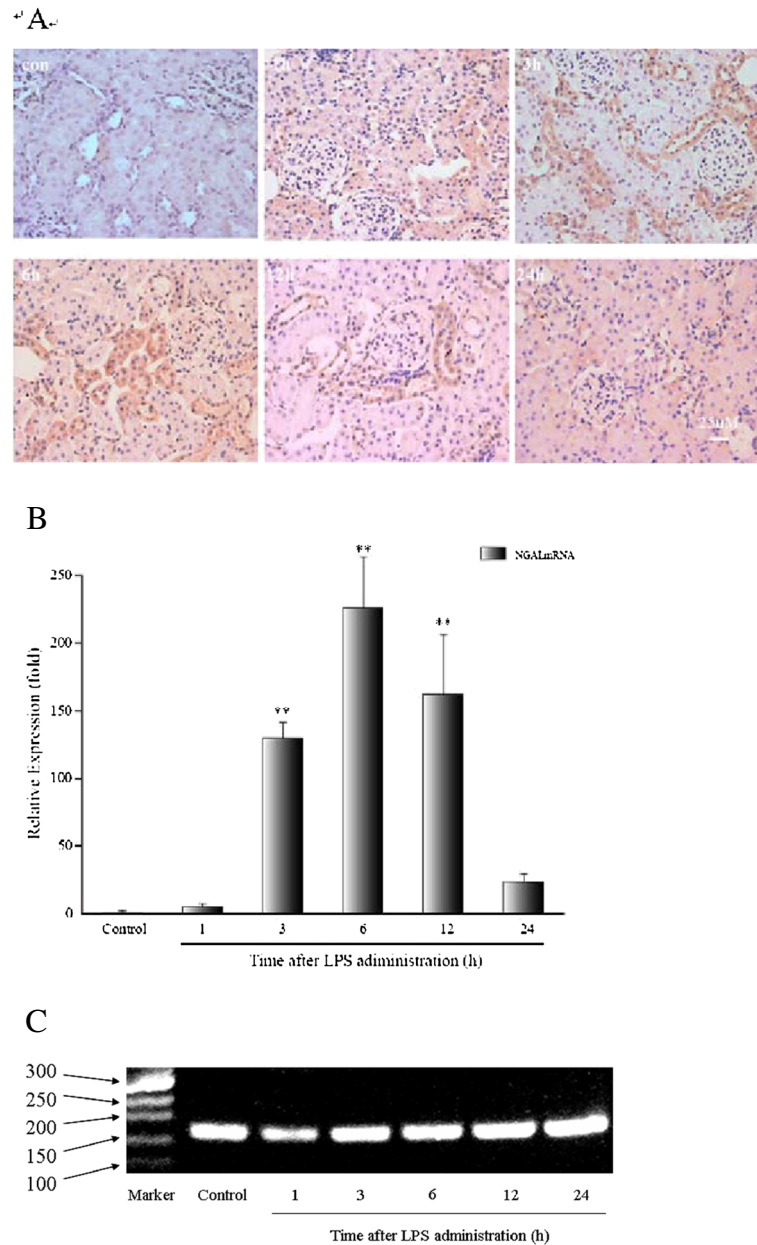 A
con
3h
6h
12h
24h
25uM
B
**
NGALmRNA
250
200
150
100
50
0
**
**
Relative Expression (fold)
Control 1 3 6 12 24
Time after LPS adiministration (h)
C
300
250
200
150
100
Marker Control 1 3 6 12 24
Time after LPS administration (h)